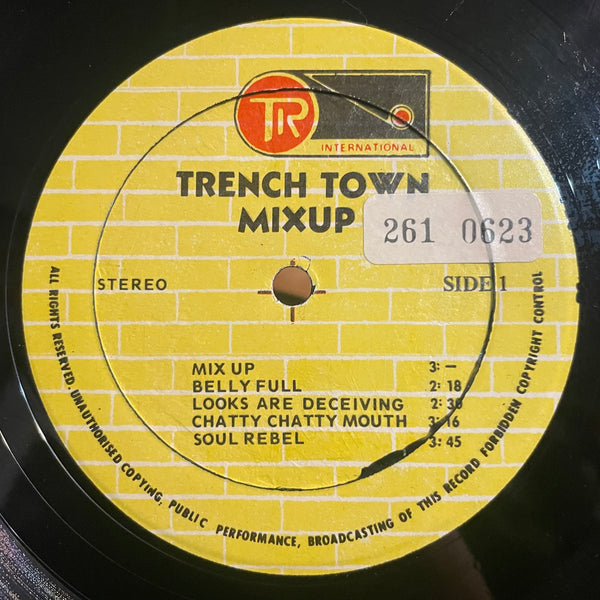 TR
INTERNATIONAL
TRENCH TOWN
MIXUP
261 0623
STEREO
SIDE 1
MIX UP 3: –
BELLY FULL 2: 18
LOOKS ARE DECEIVING 2: 38
CHATTY CHATTY MOUTH 3: 16
SOUL REBEL 3: 45
ALL RIGHTS RESERVED. UNAUTHORISED COPYING, PUBLIC PERFORMANCE, BROADCASTING OF THIS RECORD FORBIDDEN COPYRIGHT CONTROL